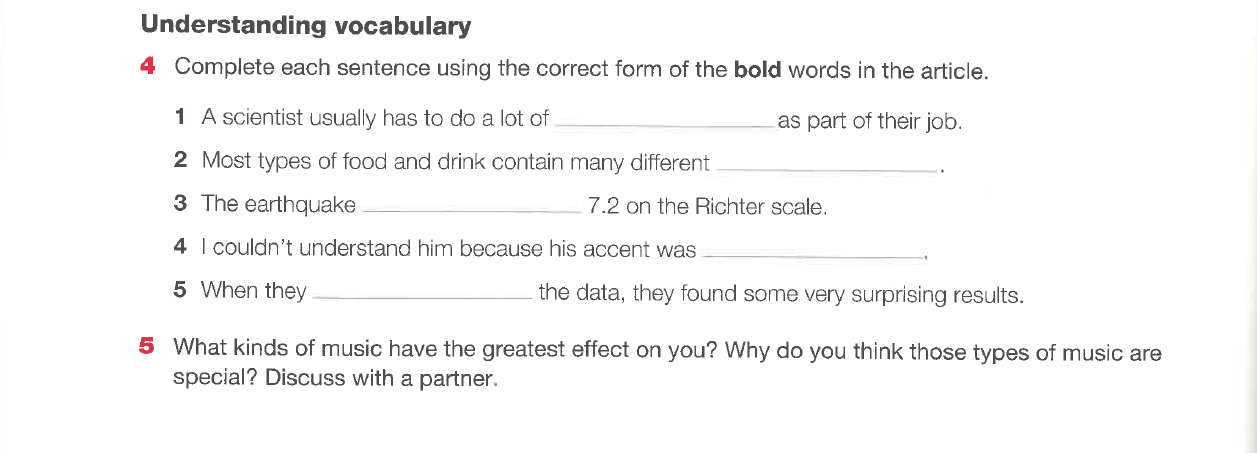 Understanding vocabulary
4 Complete each sentence using the correct form of the bold words in the article.
1 A scientist usually has to do a lot of ____________ as part of their job.
2 Most types of food and drink contain many different ____________.
3 The earthquake ____________ 7.2 on the Richter scale.
4 I couldn't understand him because his accent was ____________.
5 When they ____________ the data, they found some very surprising results.
5 What kinds of music have the greatest effect on you? Why do you think those types of music are
special? Discuss with a partner.